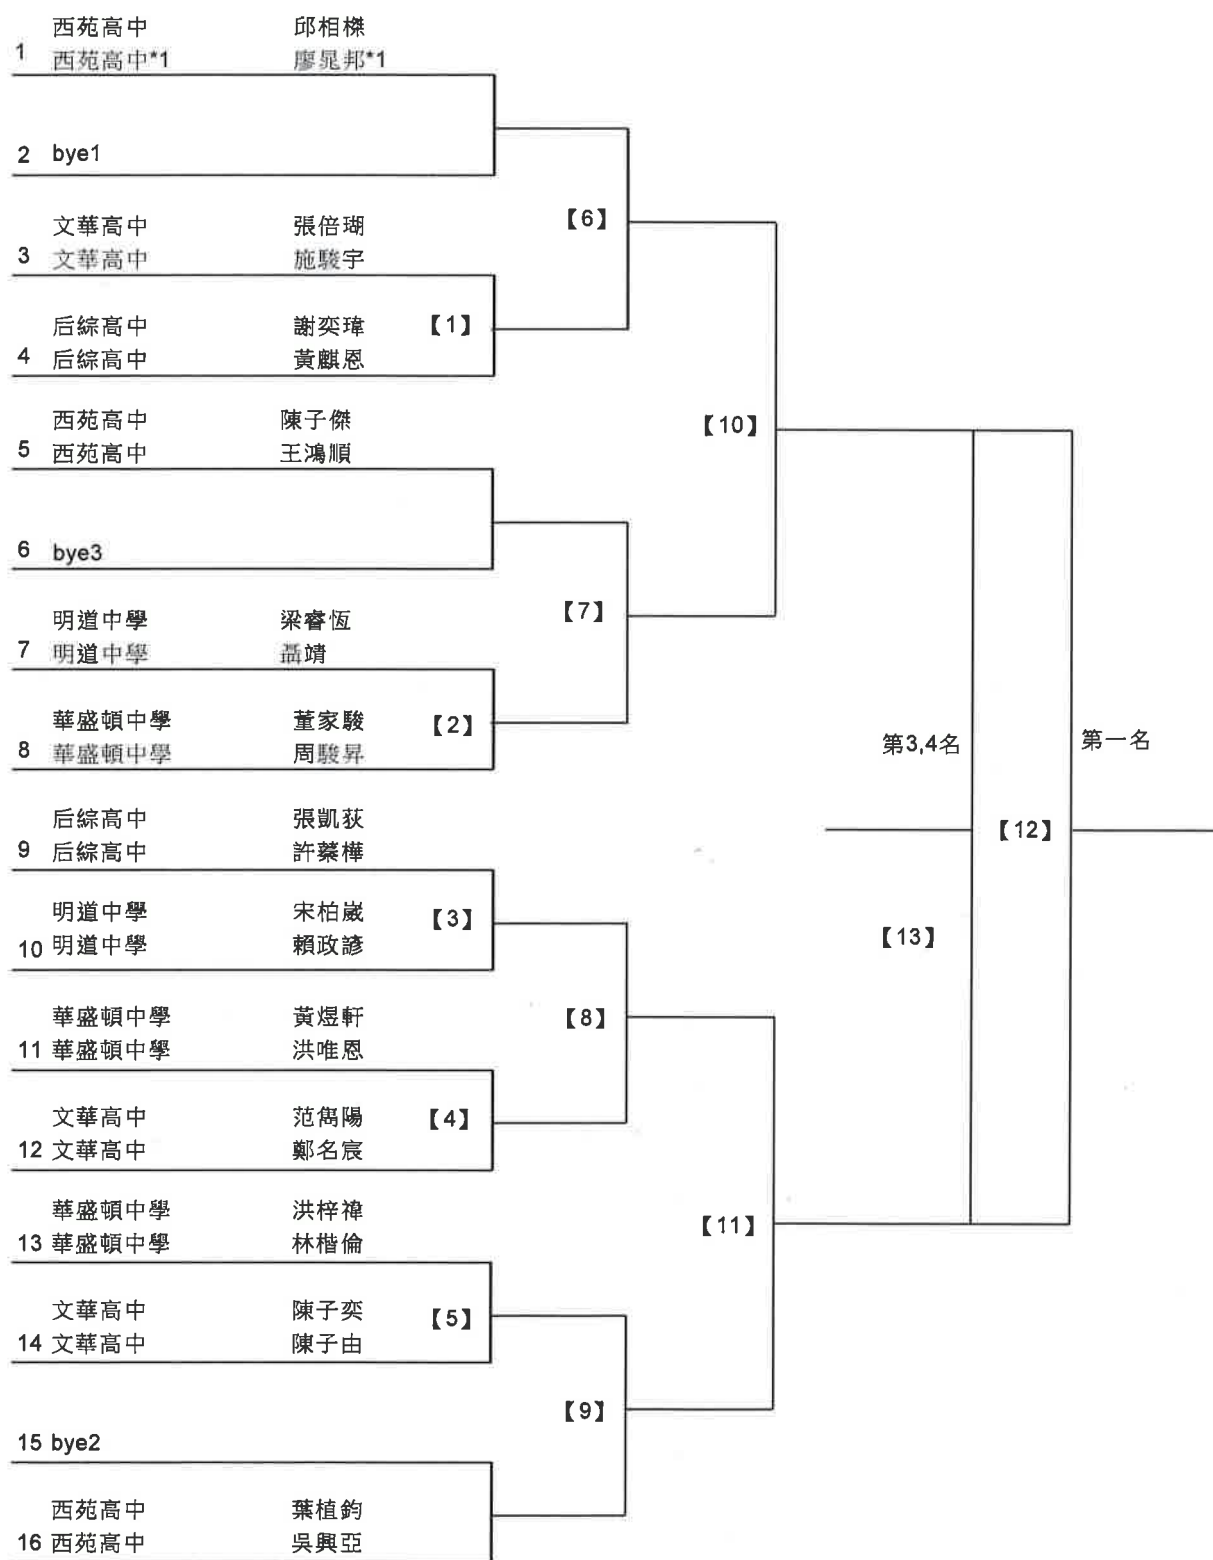 西苑高中 邱相榤
1 西苑高中*1 廖晁邦*1
2 bye1
文華高中 張倍瑚
【6】
3 文華高中 施駿宇
后綜高中 謝奕瑋 【1】
4 后綜高中 黃麒恩
西苑高中 陳子傑
【10】
5 西苑高中 王鴻順
6 bye3
明道中學 梁睿恆
【7】
7 明道中學 聶靖
華盛頓中學 董家駿 【2】
8 華盛頓中學 周駿昇
第3,4名 第一名
后綜高中 張凱荻
【12】
9 后綜高中 許蔡樺
明道中學 宋柏崴 【3】
【13】
10 明道中學 賴政諺
華盛頓中學 黃煜軒 【8】
11 華盛頓中學 洪唯恩
文華高中 范雋陽 【4】
12 文華高中 鄭名宸
華盛頓中學 洪梓禕
【11】
13 華盛頓中學 林楷倫
文華高中 陳子奕 【5】
14 文華高中 陳子由
【9】
15 bye2
西苑高中 葉植鈞
16 西苑高中 吳興亞